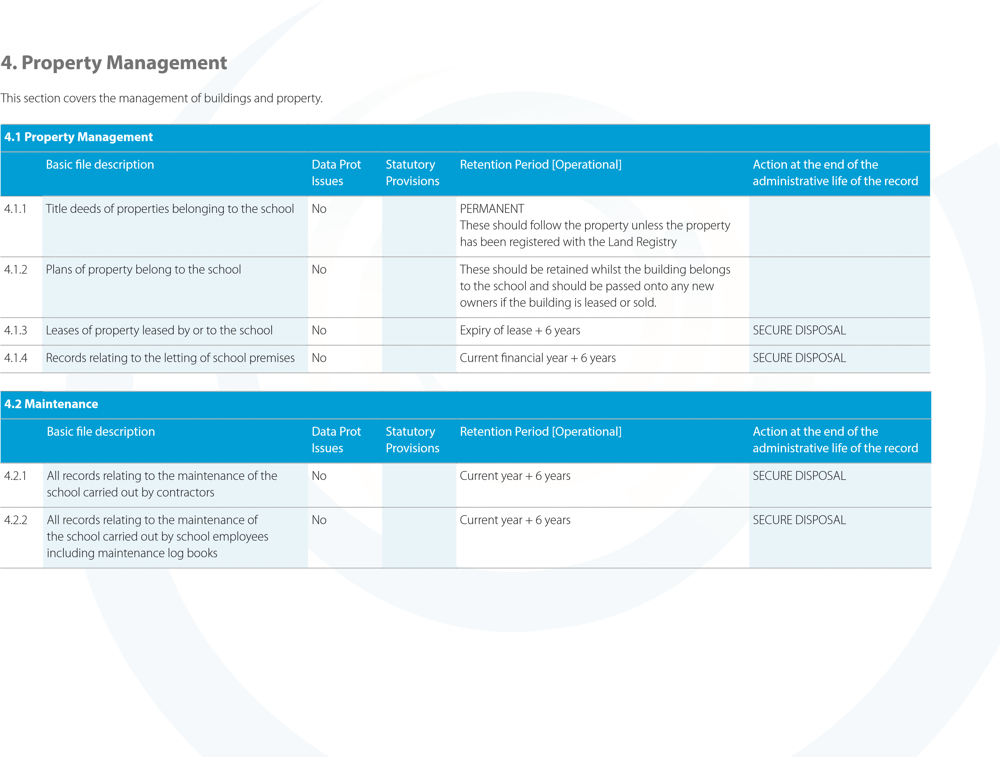 4. Property Management
This section covers the management of buildings and property.
4.1 Property Management
Basic file description
Data Prot
Issues
Statutory
Provisions
Retention Period [Operational]
Action at the end of the
administrative life of the record
4.1.1
Title deeds of properties belonging to the school
No
PERMANENT
These should follow the property unless the property
has been registered with the Land Registry
4.1.2
Plans of property belong to the school
No
These should be retained whilst the building belongs
to the school and should be passed onto any new
owners if the building is leased or sold.
4.1.3
Leases of property leased by or to the school
No
Expiry of lease + 6 years
SECURE DISPOSAL
4.1.4
Records relating to the letting of school premises
No
Current financial year + 6 years
SECURE DISPOSAL
4.2 Maintenance
Basic file description
Data Prot
Issues
Statutory
Provisions
Retention Period [Operational]
Action at the end of the
administrative life of the record
4.2.1
All records relating to the maintenance of the
school carried out by contractors
No
Current year + 6 years
SECURE DISPOSAL
4.2.2
All records relating to the maintenance of
the school carried out by school employees
including maintenance log books
No
Current year + 6 years
SECURE DISPOSAL